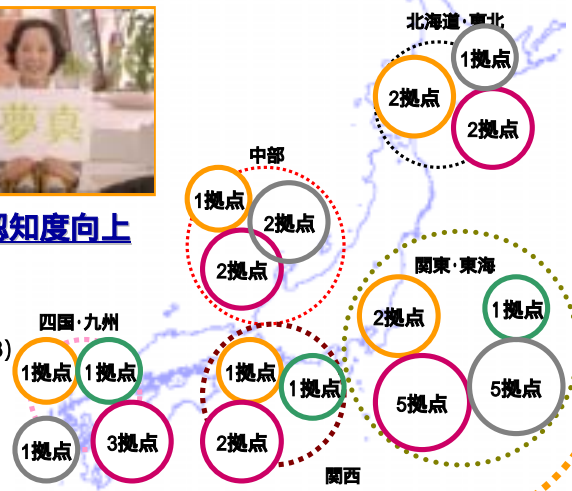 北海道･東北
1拠点
2拠点
2拠点
夢真
中部
1拠点
2拠点
2拠点
認知度向上
関東･東海
2拠点
1拠点
5拠点
5拠点
四国･九州
)
1拠点
1拠点
1拠点
3拠点
1拠点
1拠点
2拠点
関西